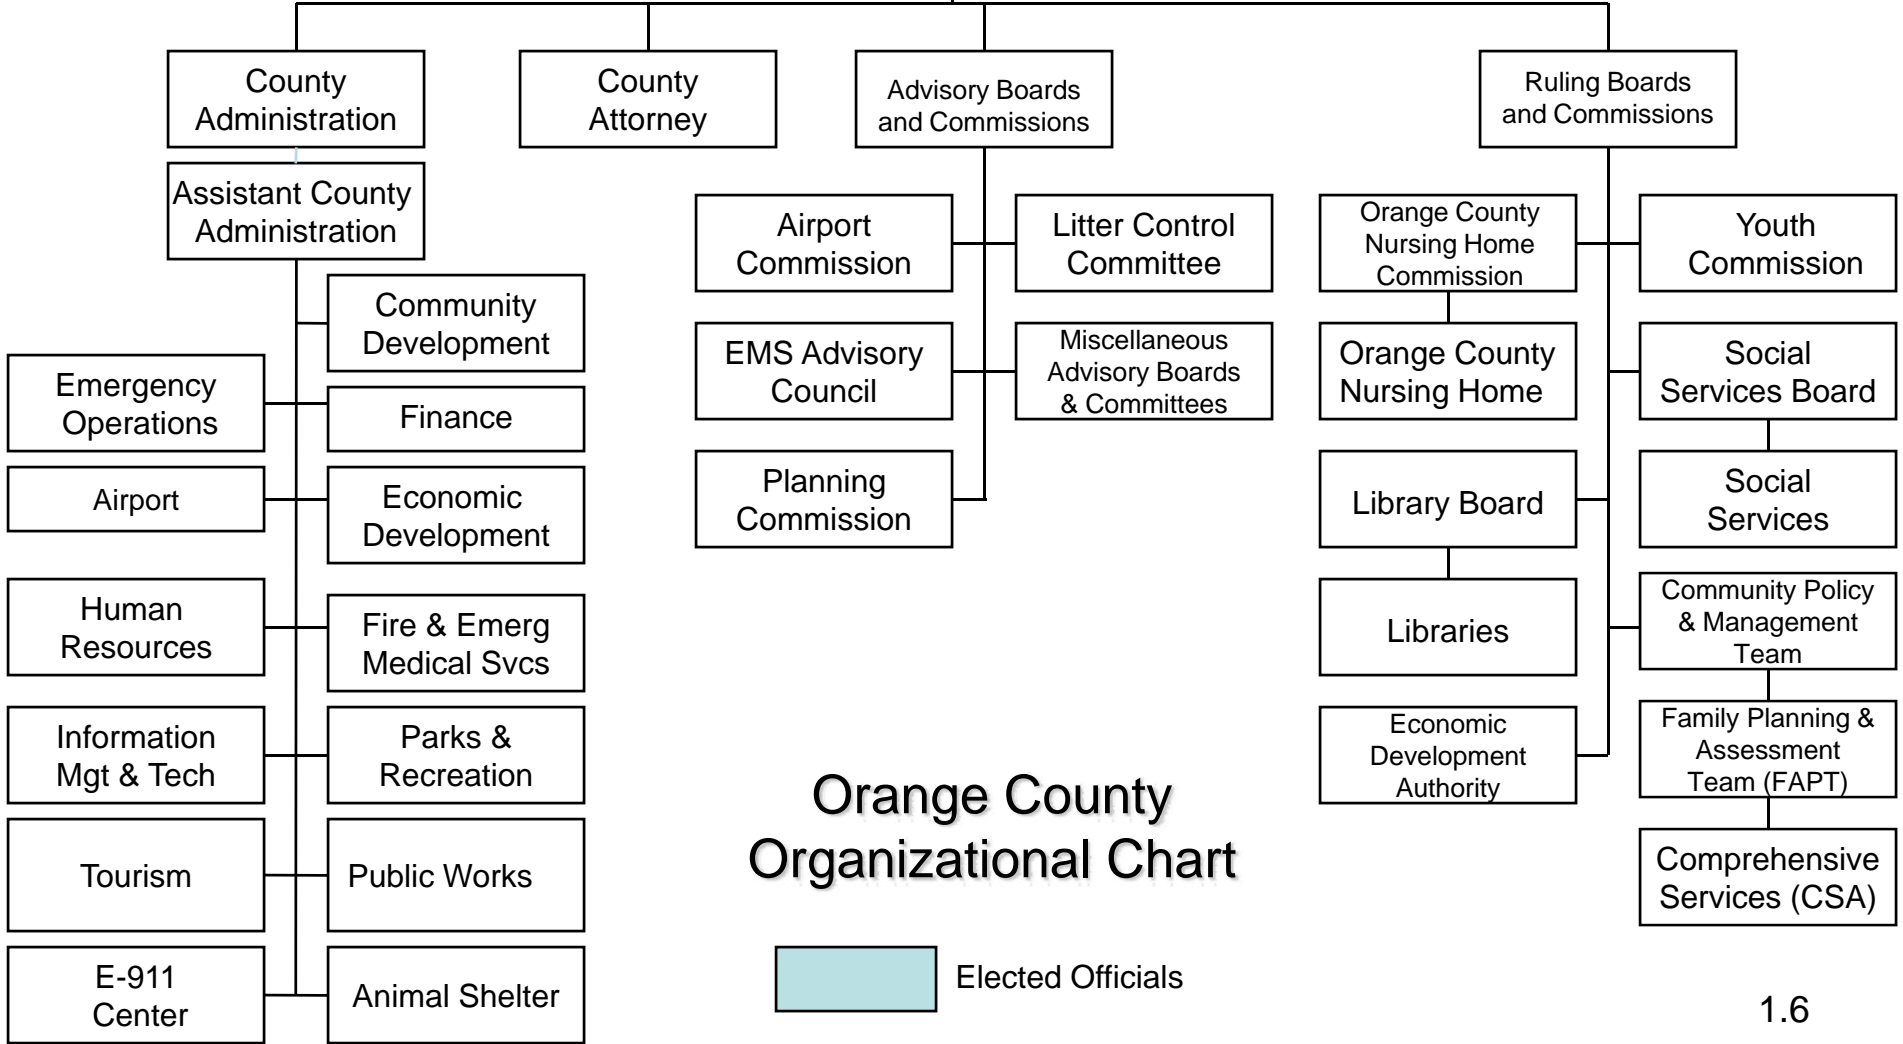 County
Administration
County
Attorney
Advisory Boards
and Commissions
Ruling Boards
and Commissions
Assistant County
Administration
Community
Development
Emergency
Operations
Finance
Airport
Economic
Development
Human
Resources
Fire & Emerg
Medical Svcs
Information
Mgt & Tech
Parks &
Recreation
Tourism
Public Works
E-911
Center
Animal Shelter
Airport
Commission
Litter Control
Committee
EMS Advisory
Council
Miscellaneous
Advisory Boards
& Committees
Planning
Commission
Orange County
Nursing Home
Commission
Youth
Commission
Orange County
Nursing Home
Social
Services Board
Library Board
Social
Services
Libraries
Community Policy
& Management
Team
Economic
Development
Authority
Family Planning &
Assessment
Team (FAPT)
Comprehensive
Services (CSA)
Orange County
Organizational Chart
Elected Officials
1.6